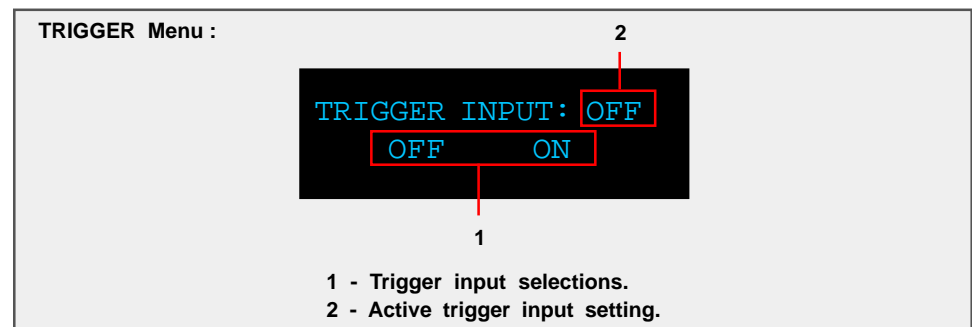 TRIGGER Menu :
2
TRIGGER INPUT: OFF
OFF ON
1
1 - Trigger input selections.
2 - Active trigger input setting.